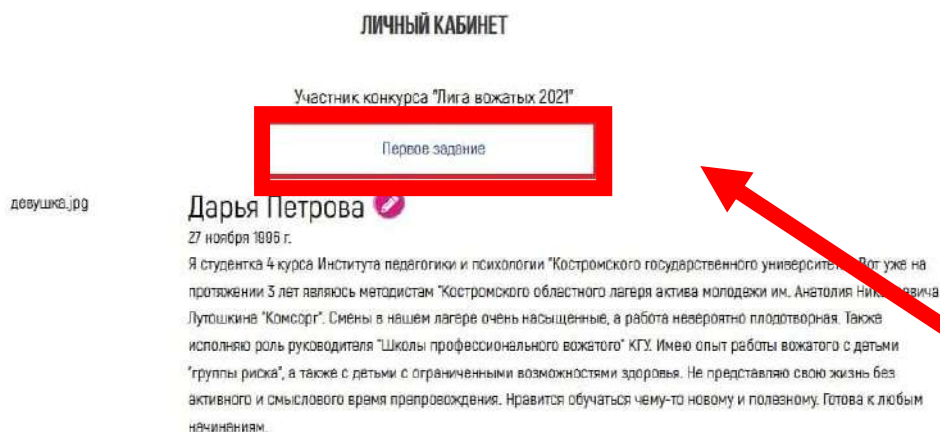 ЛИЧНЫЙ КАБИНЕТ
Участник конкурса "Лига вожатых 2021"
Первое задание
девушка.jpg
Дарья Петрова
27 ноября 1996 г.
Я студентка 4 курса Института педагогики и психологии "Костромского государственного Вот уже на
протяжении 3 лет являюсь методистам "Костромского областного лагеря актива молодежи им. Анатолия
Лутошкина "Комсорг". Смены в нашем лагере очень насыщенные, а работа невероятно плодотворная. Также
исполняю роль руководителя "Школы профессионального вожатого" КГУ. Имею опыт работы вожатого с детьми
"группы риска", а также с детьми с ограниченными возможностями здоровья. Не представляю свою жизнь без
активного и смыслового время препровождения. Нравится обучаться чему-то новому и полезному. Готова к любым
начинаниям.